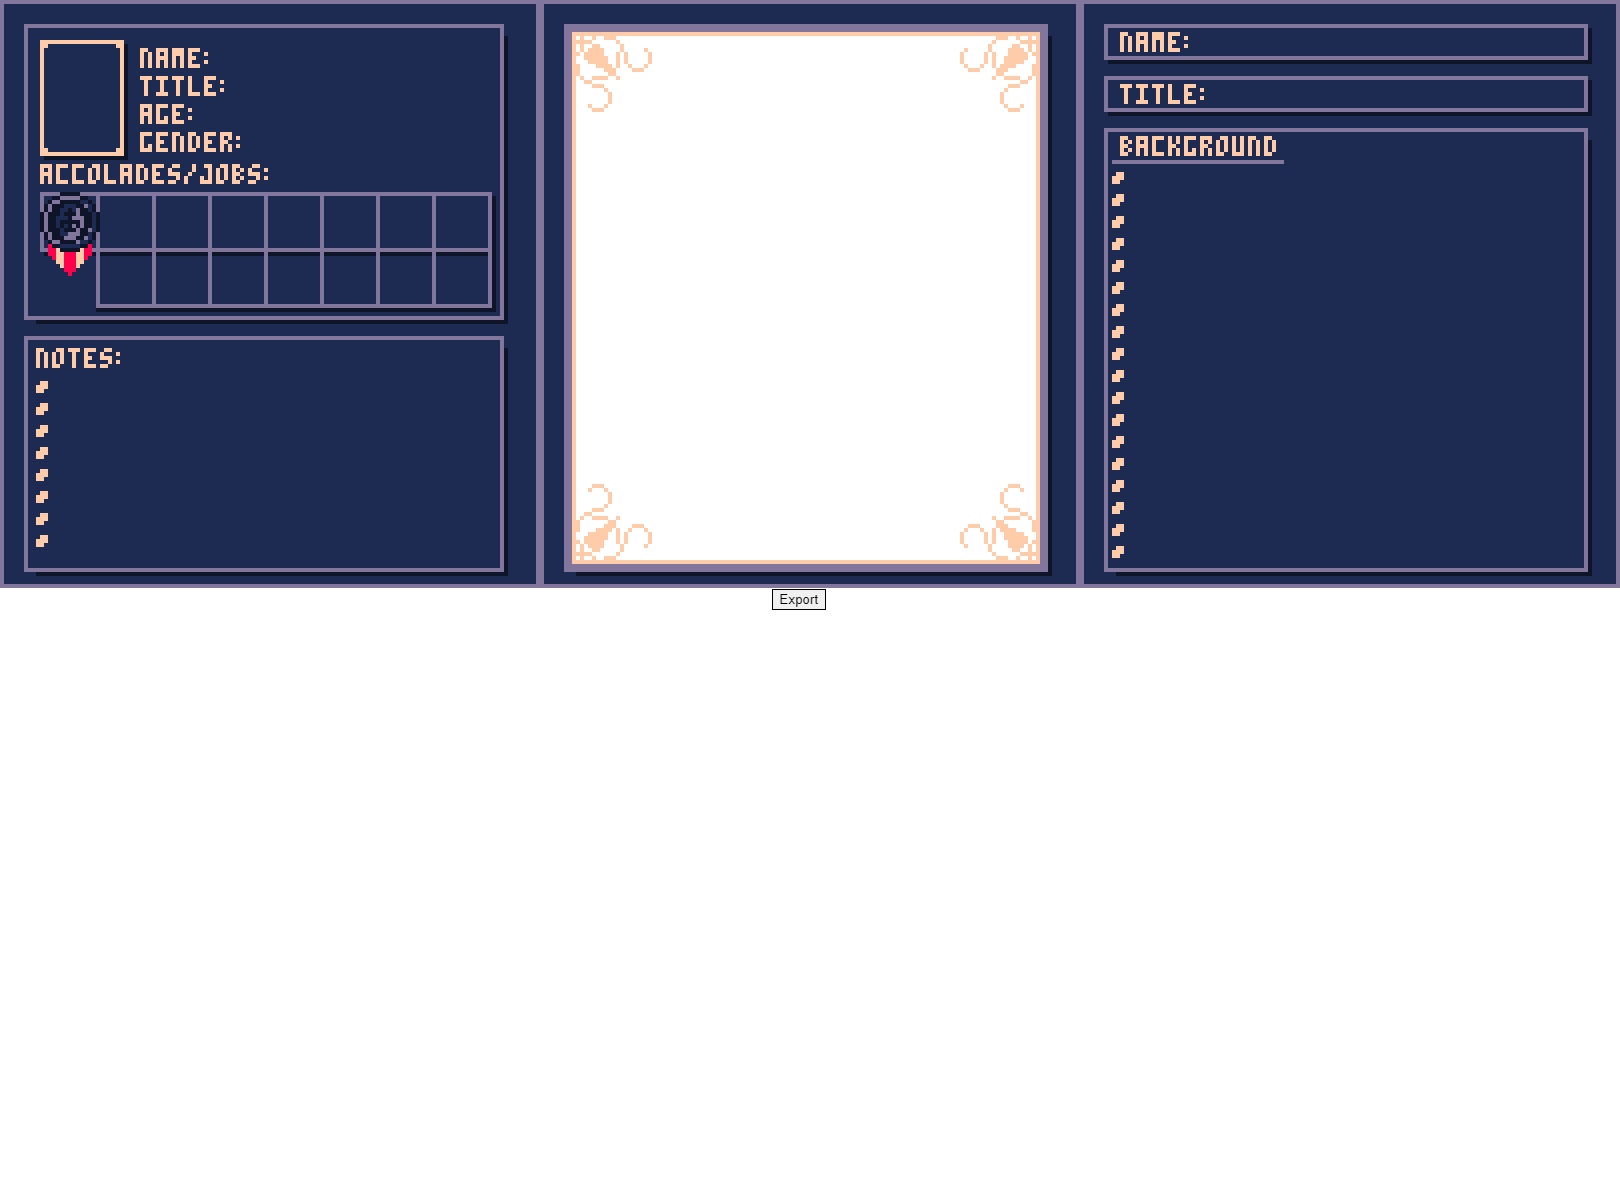 NAME:
TITLE:
AGE:
GENDER:
ACCOLADES/JOBS:
NOTES:
NAME:
TITLE:
BACKGROUND
Export